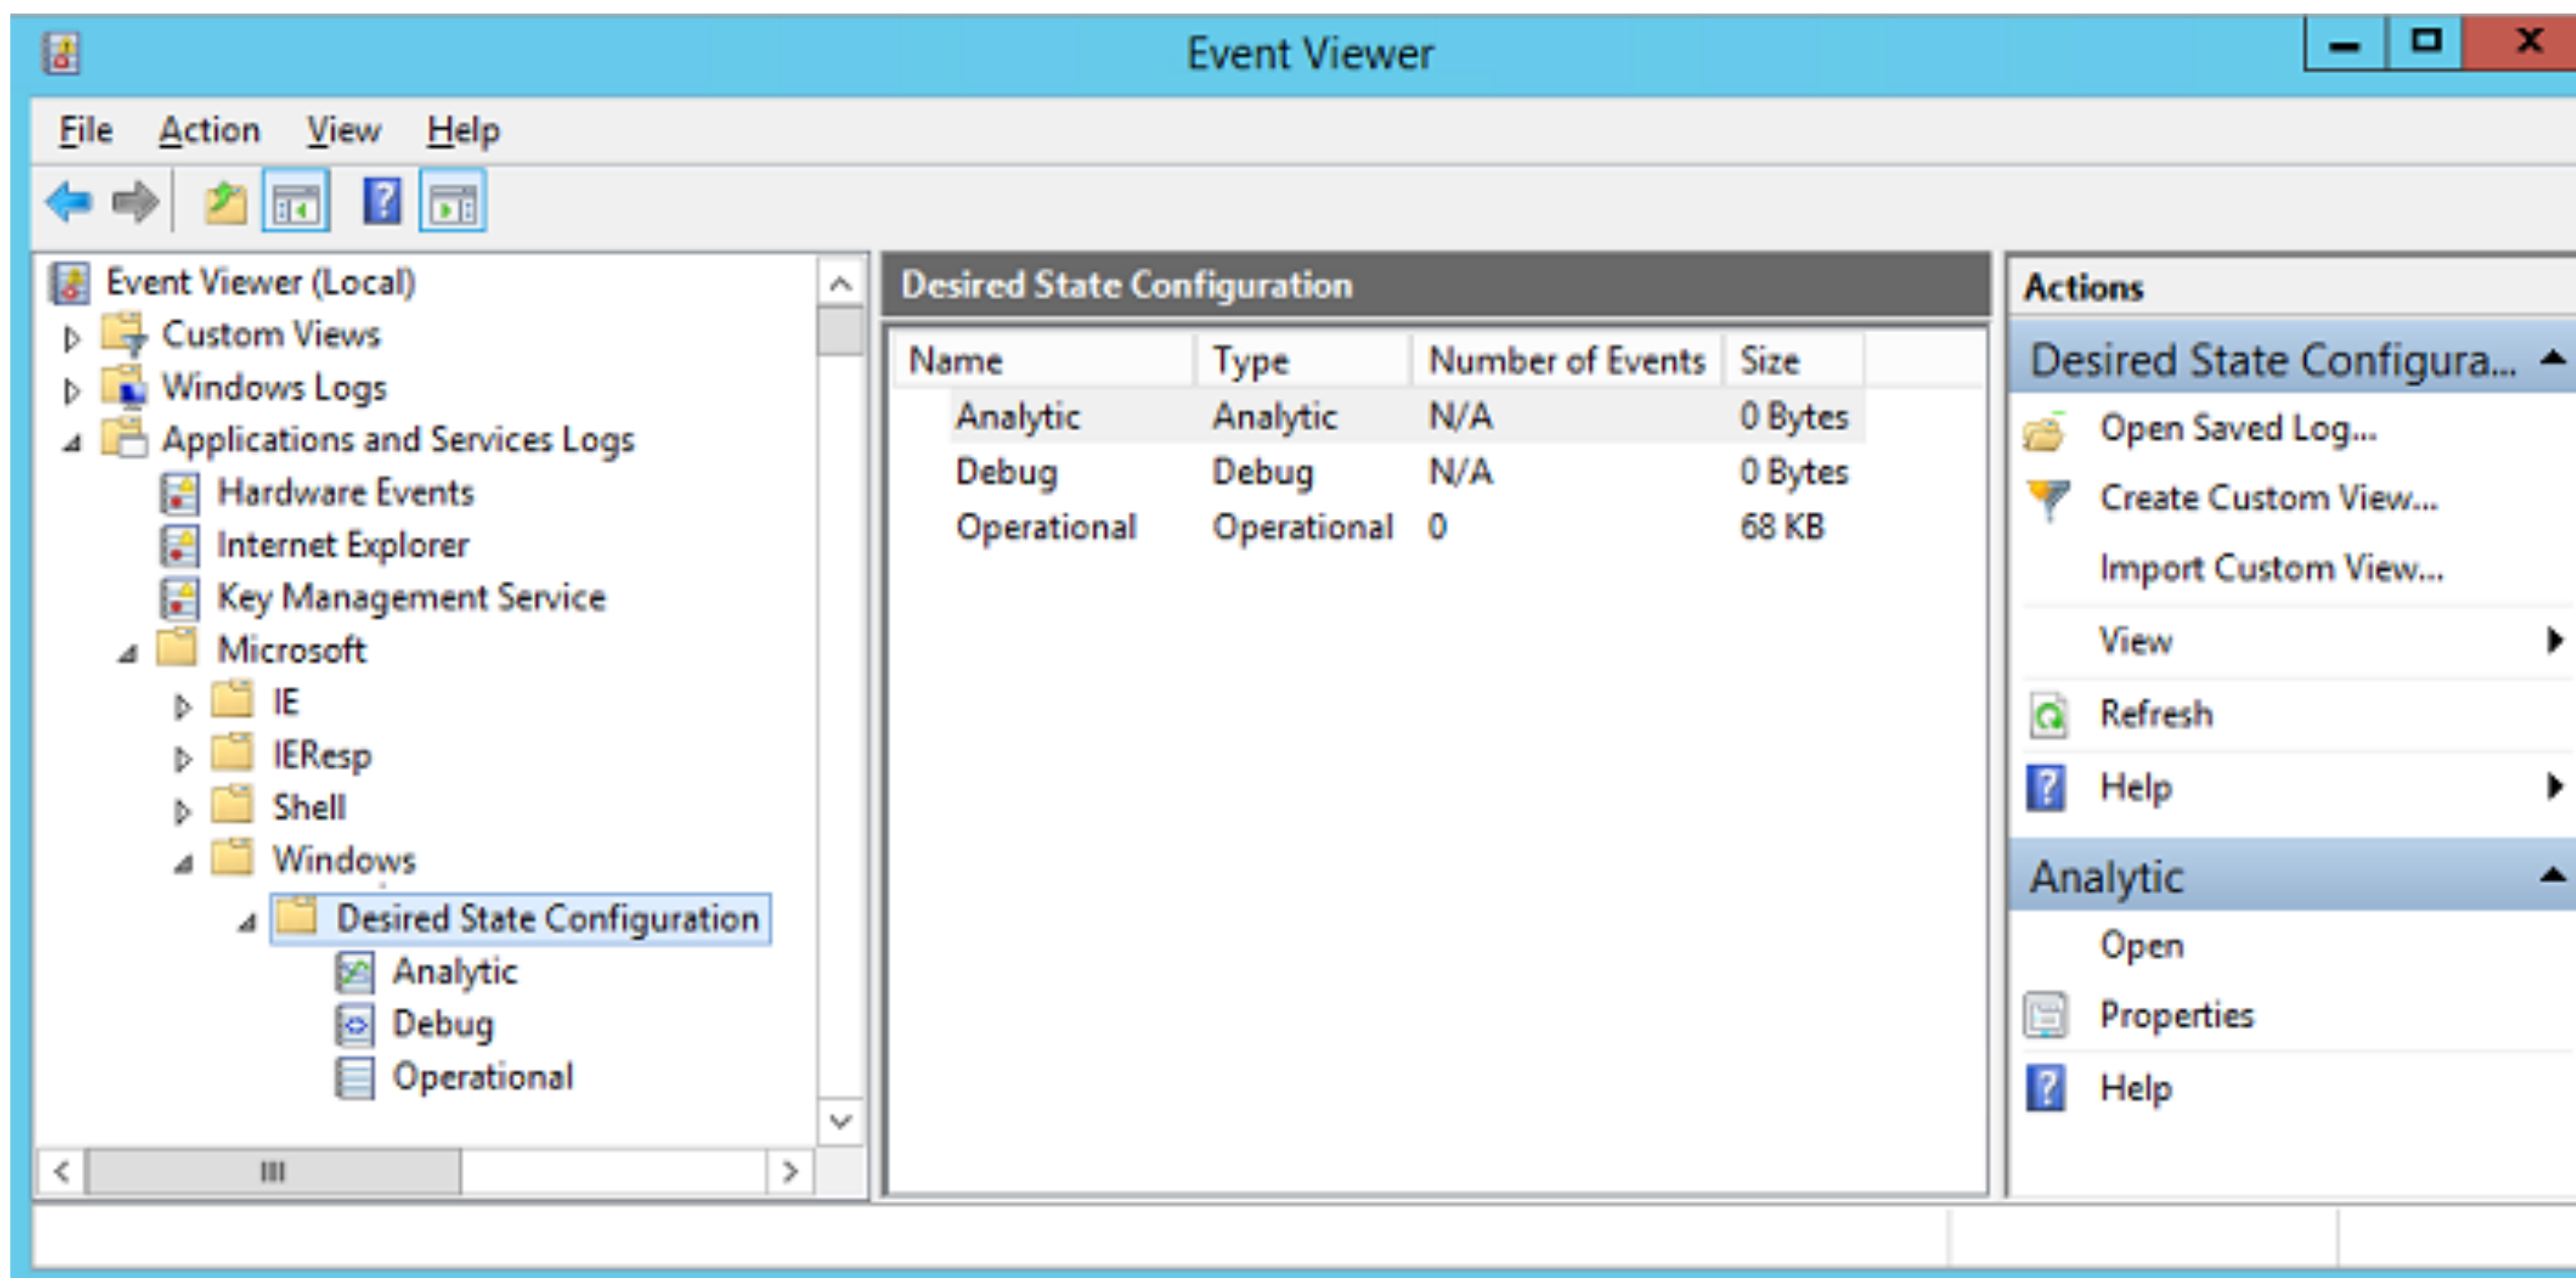 Event Viewer
File Action View Help
Event Viewer (Local)
Custom Views
Windows Logs
Applications and Services Logs
Hardware Events
Internet Explorer
Key Management Service
Microsoft
IE
IEResp
Shell
Windows
Desired State Configuration
Analytic
Debug
Operational
Desired State Configuration
Name Type Number of Events Size
Analytic Analytic N/A 0 Bytes
Debug Debug N/A 0 Bytes
Operational Operational 0 68 KB
Actions
Desired State Configura...
Open Saved Log...
Create Custom View...
Import Custom View...
View
Refresh
Help
Analytic
Open
Properties
Help